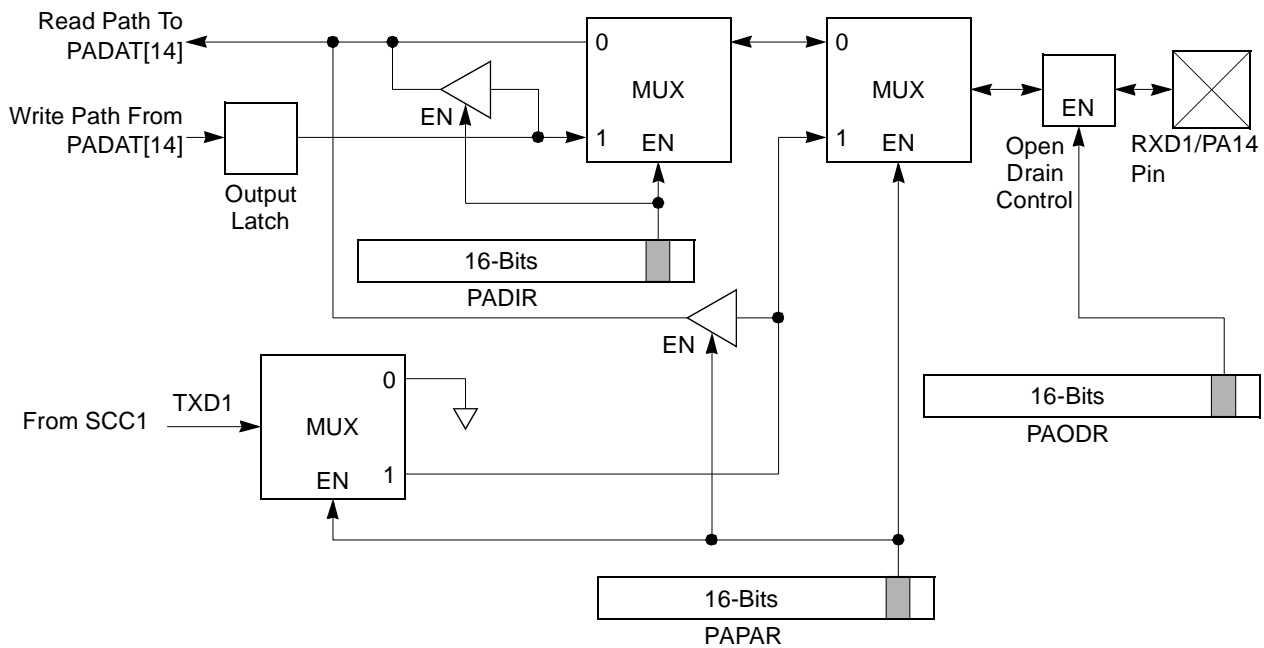 Read Path To
PADAT[14]
Write Path From
PADAT[14]
Output
Latch
EN
0
MUX
1
EN
0
MUX
1
EN
EN
Open
Drain
Control
RXD1/PA14
Pin
16-Bits
PADIR
EN
From SCC1
TXD1
0
MUX
EN
1
16-Bits
PAODR
16-Bits
PAPAR